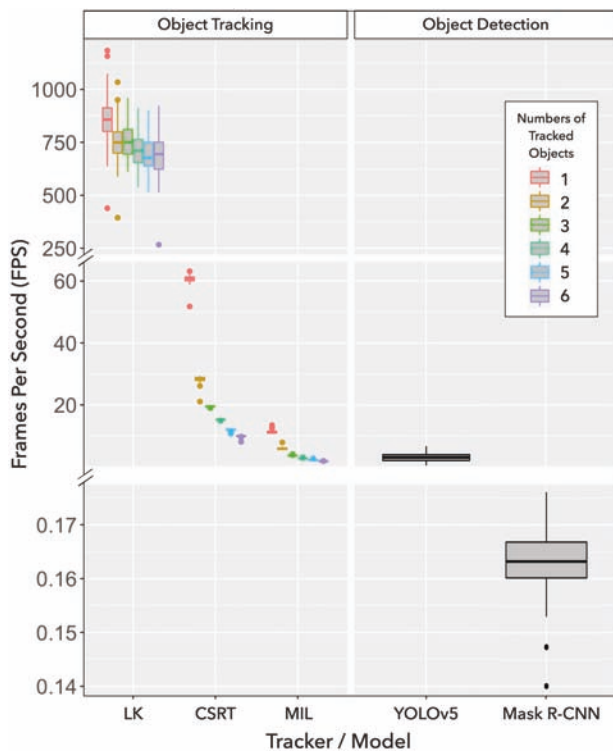 Object Tracking
Object Detection
Frames Per Second (FPS)
1000
750
500
250
60
40
20
0.17
0.16
0.15
0.14
Numbers of
Tracked
Objects
1
2
3
4
5
6
LK
CSRT
MIL
YOLOv5
Mask R-CNN
Tracker / Model